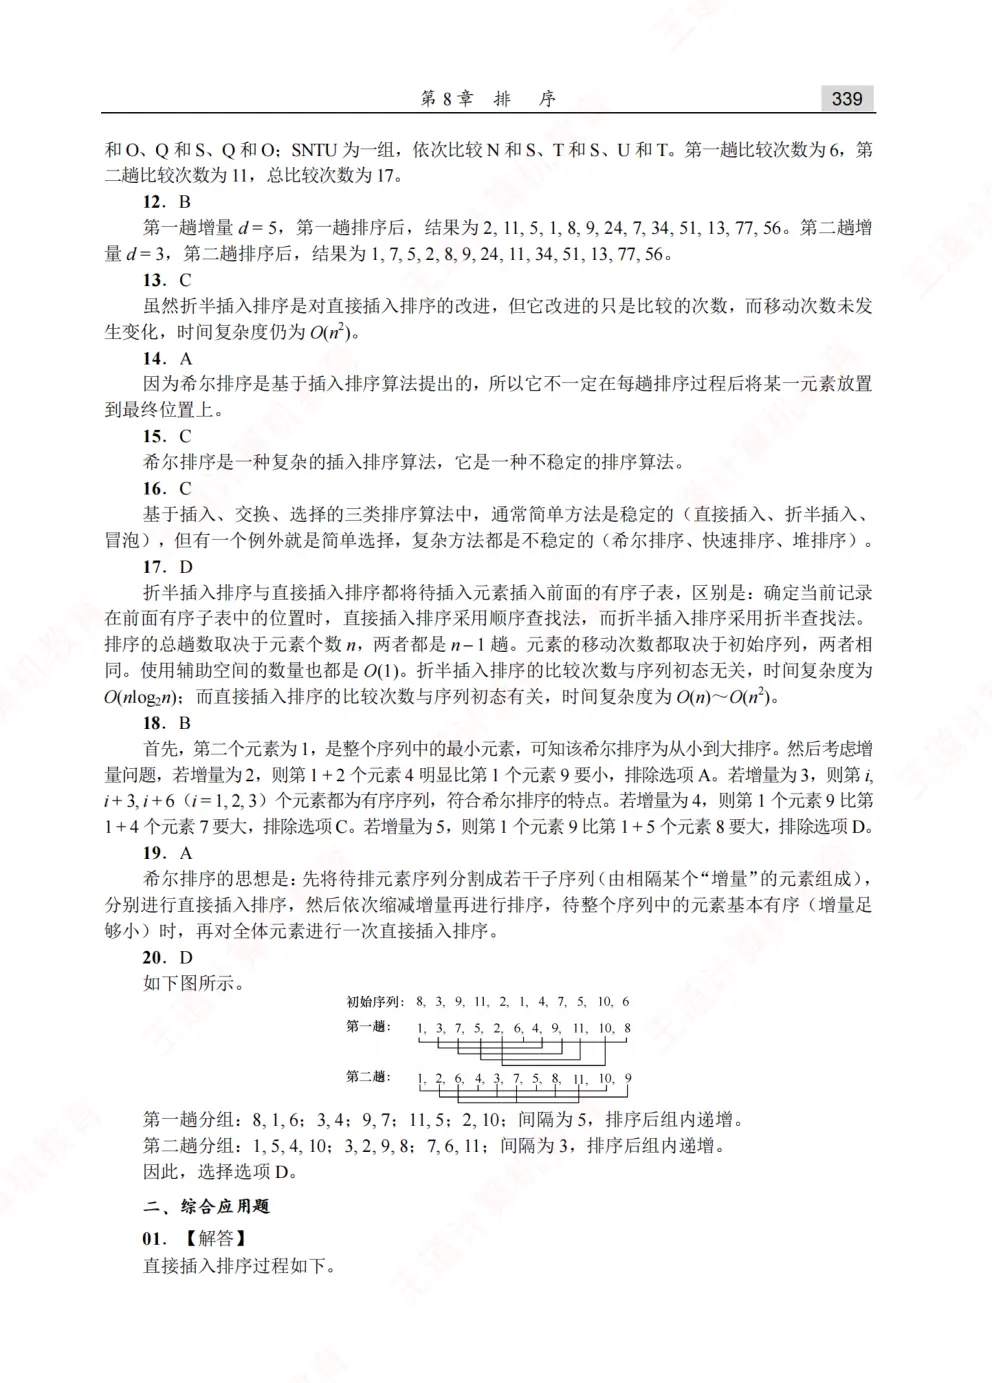 第 8 章 排 序 339
和 O、Q 和 S、Q 和 O；SNTU 为一组，依次比较 N 和 S、T 和 S、U 和 T。第一趟比较次数为 6，第
二趟比较次数为 11，总比较次数为 17。
12．B
第一趟增量 d = 5，第一趟排序后，结果为 2, 11, 5, 1, 8, 9, 24, 7, 34, 51, 13, 77, 56。第二趟增
量 d = 3，第二趟排序后，结果为 1, 7, 5, 2, 8, 9, 24, 11, 34, 51, 13, 77, 56。
13．C
虽然折半插入排序是对直接插入排序的改进，但它改进的只是比较的次数，而移动次数未发
生变化，时间复杂度仍为 O(n²)。
14．A
因为希尔排序是基于插入排序算法提出的，所以它不一定在每趟排序过程后将某一元素放置
到最终位置上。
15．C
希尔排序是一种复杂的插入排序算法，它是一种不稳定的排序算法。
16．C
基于插入、交换、选择的三类排序算法中，通常简单方法是稳定的（直接插入、折半插入、
冒泡），但有一个例外就是简单选择，复杂方法都是不稳定的（希尔排序、快速排序、堆排序）。
17．D
折半插入排序与直接插入排序都将待插入元素插入前面的有序子表，区别是：确定当前记录
在前面有序子表中的位置时，直接插入排序采用顺序查找法，而折半插入排序采用折半查找法。
排序的总趟数取决于元素个数 n，两者都是 n − 1 趟。元素的移动次数都取决于初始序列，两者相
同。使用辅助空间的数量也都是 O(1)。折半插入排序的比较次数与序列初态无关，时间复杂度为
O(nlog₂n)；而直接插入排序的比较次数与序列初态有关，时间复杂度为 O(n)～O(n²)。
18．B
首先，第二个元素为 1，是整个序列中的最小元素，可知该希尔排序为从小到大排序。然后考虑增
量问题，若增量为 2，则第 1 + 2 个元素 4 明显比第 1 个元素 9 要小，排除选项 A。若增量为 3，则第 i,
i + 3, i + 6（i = 1, 2, 3）个元素都为有序序列，符合希尔排序的特点。若增量为 4，则第 1 个元素 9 比第
1 + 4 个元素 7 要大，排除选项 C。若增量为 5，则第 1 个元素 9 比第 1 + 5 个元素 8 要大，排除选项 D。
19．A
希尔排序的思想是：先将待排元素序列分割成若干子序列（由相隔某个“增量”的元素组成），
分别进行直接插入排序，然后依次缩减增量再进行排序，待整个序列中的元素基本有序（增量足
够小）时，再对全体元素进行一次直接插入排序。
20．D
如下图所示。
初始序列： 8, 3, 9, 11, 2, 1, 4, 7, 5, 10, 6
第一趟： 1, 3, 7, 5, 2, 6, 4, 9, 11, 10, 8
第二趟： 1, 2, 6, 4, 3, 7, 5, 8, 11, 10, 9
第一趟分组：8, 1, 6；3, 4；9, 7；11, 5；2, 10；间隔为 5，排序后组内递增。
第二趟分组：1, 5, 4, 10；3, 2, 9, 8；7, 6, 11；间隔为 3，排序后组内递增。
因此，选择选项 D。
二、综合应用题
01．【解答】
直接插入排序过程如下。